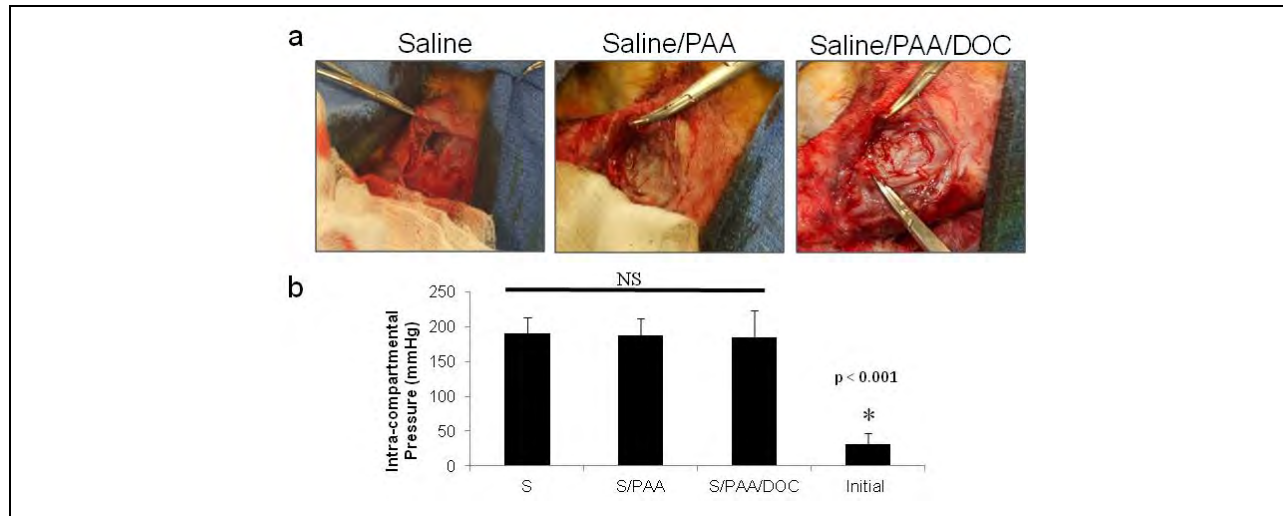 a
Saline
Saline/PAA
Saline/PAA/DOC
b
NS
Intra-compartmental
Pressure (mmHg)
250
200
150
100
50
0
p < 0.001
*
S
S/PAA
S/PAA/DOC
Initial